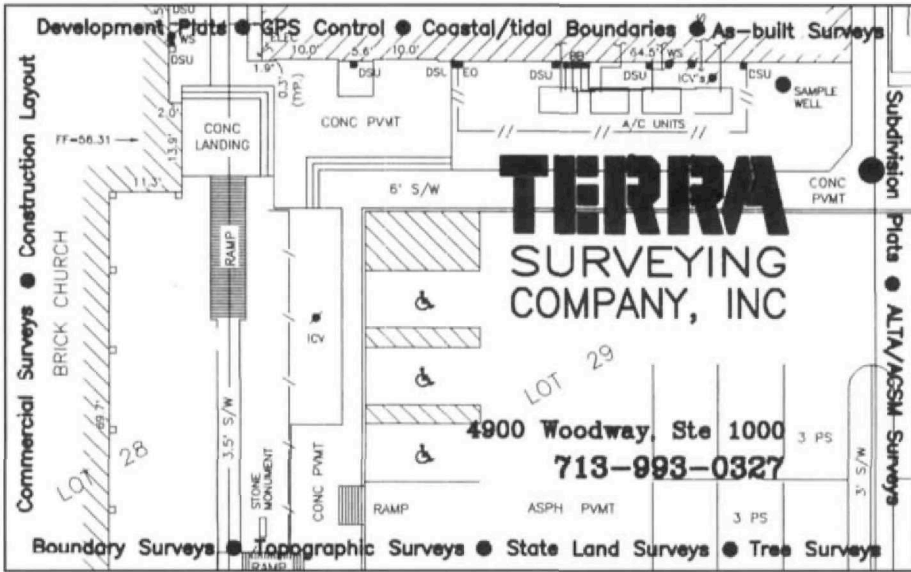 Development Plats ● GPS Control ● Coastal/tidal Boundaries ● As-built Surveys
Commercial Surveys ● Construction Layout
Subdivision Plats ● ALTA/ACSM Surveys
Boundary Surveys ● Topographic Surveys ● State Land Surveys ● Tree Surveys
TERRA
SURVEYING
COMPANY, INC
4900 Woodway, Ste 1000
713-993-0327
DSU
WS
DSU
ELEC
1.9'
10.0'
5.6'
10.0'
0.3'
(TYP.)
DSU
EO
DSU
DSU
64.5'
WS
ICV's
DSU
SAMPLE
WELL
A/C UNITS
CONC PVMT
2.0'
CONC
LANDING
FF=56.31
13.9'
11.3'
6' S/W
CONC
PVMT
RAMP
BRICK CHURCH
ICV
LOT 29
LOT 28
69.7'
3.5' S/W
STONE
MONUMENT
CONC PVMT
RAMP
ASPH PVMT
3 PS
3 PS
3' S/W
RAMP